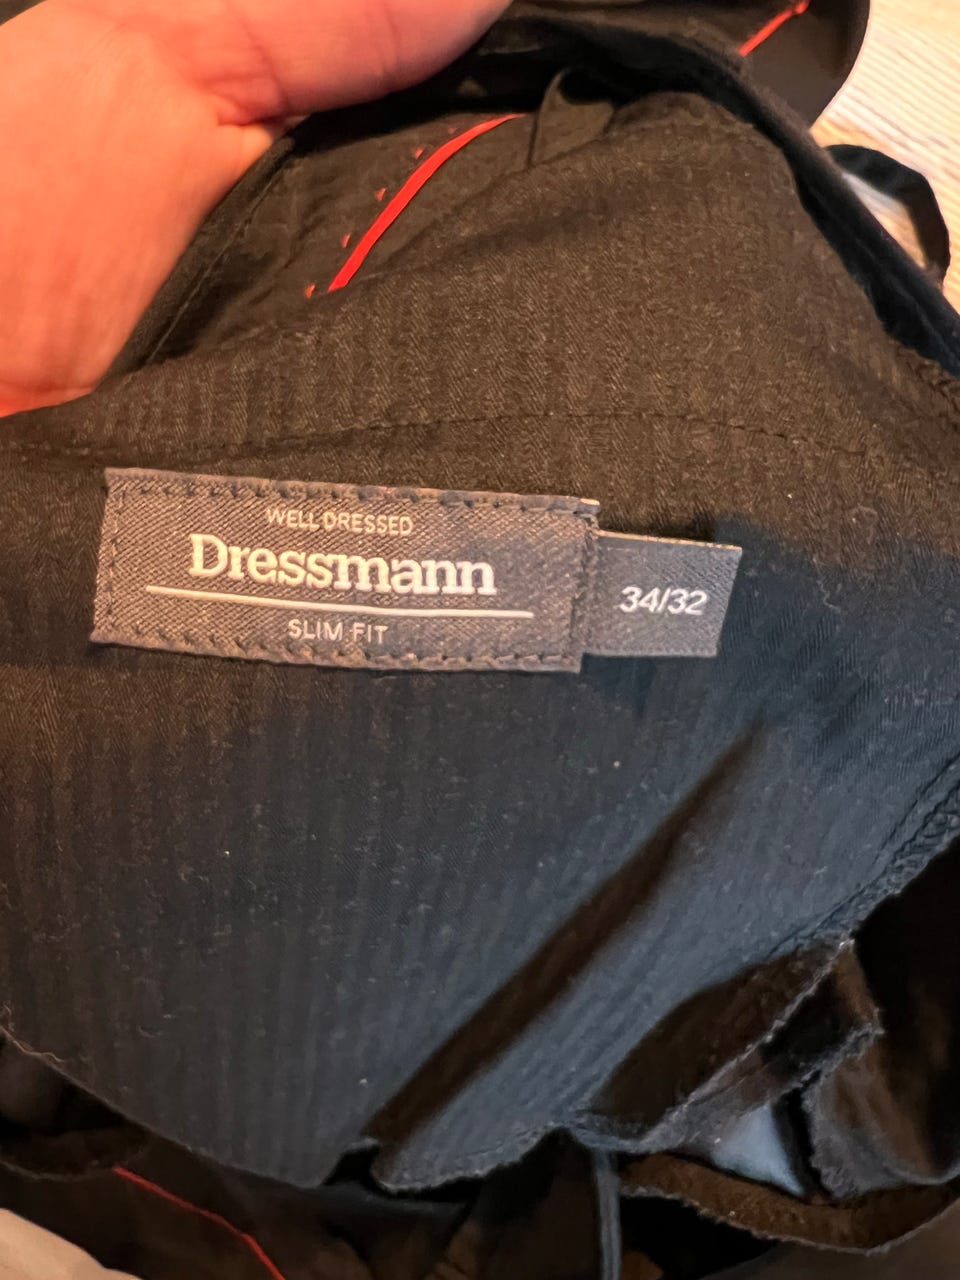 WELL DRESSED
Dressmann
SLIM FIT
34/32